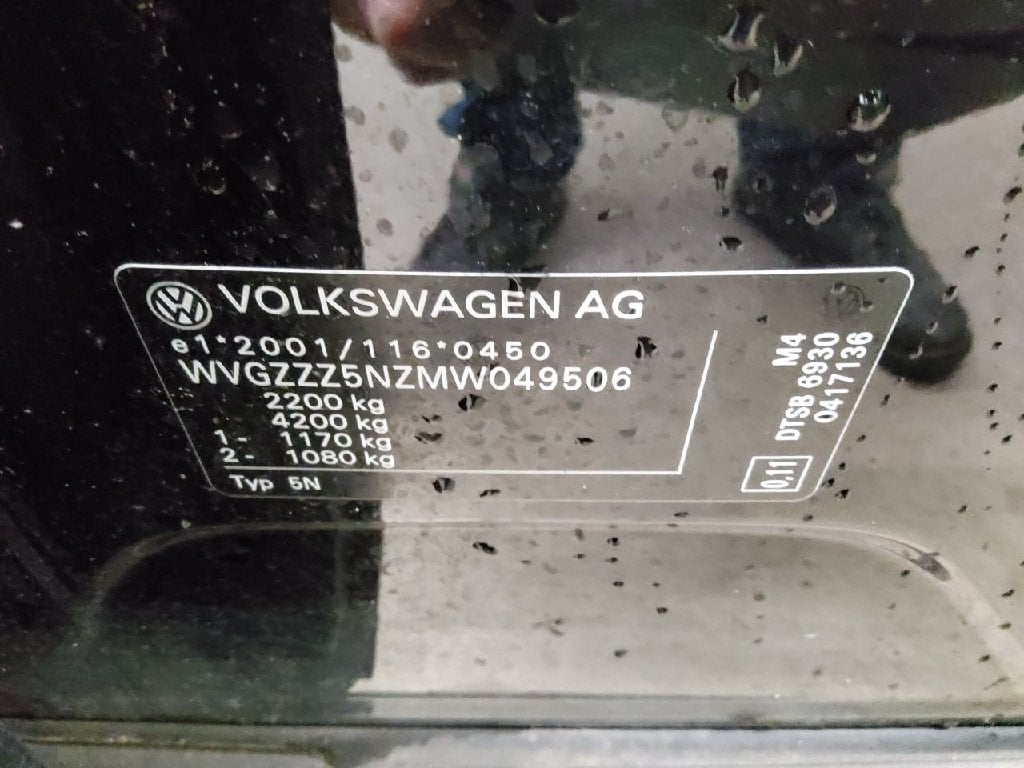 VOLKSWAGEN AG
e1*2001/116*0450
WVGZZZ5NZMW049506
2200 kg
4200 kg
1- 1170 kg
2- 1080 kg
Typ 5N
M4
DTSB 6930
0417136
0,11